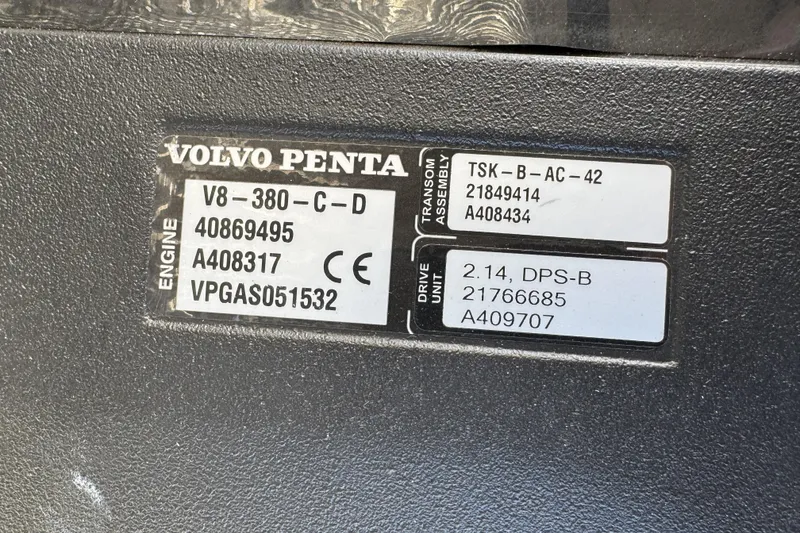 VOLVO PENTA
ENGINE
V8-380-C-D
40869495
A408317
CE
VPGAS051532
TRANSOM
ASSEMBLY
TSK-B-AC-42
21849414
A408434
DRIVE
UNIT
2.14, DPS-B
21766685
A409707